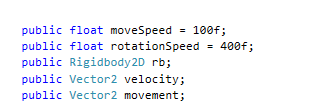 public float moveSpeed = 100f;
public float rotationSpeed = 400f;
public Rigidbody2D rb;
public Vector2 velocity;
public Vector2 movement;